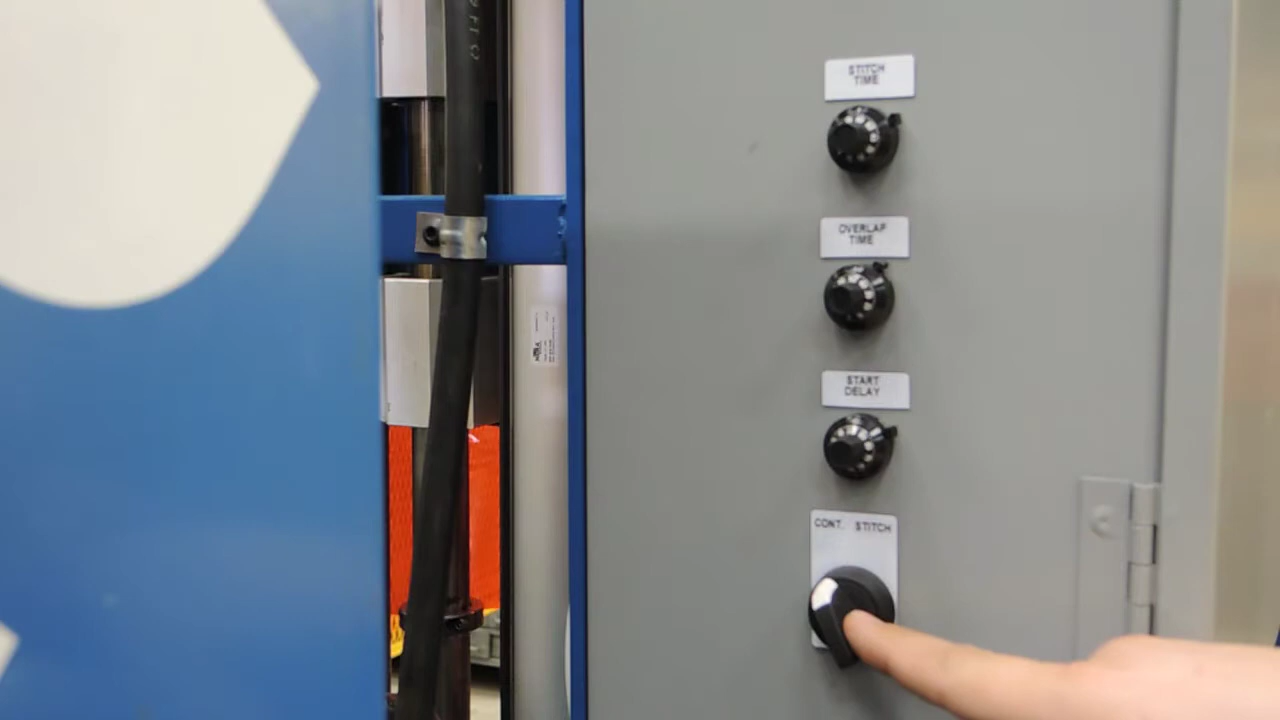 STITCH
TIME
OVERLAP
TIME
START
DELAY
CONT. STITCH